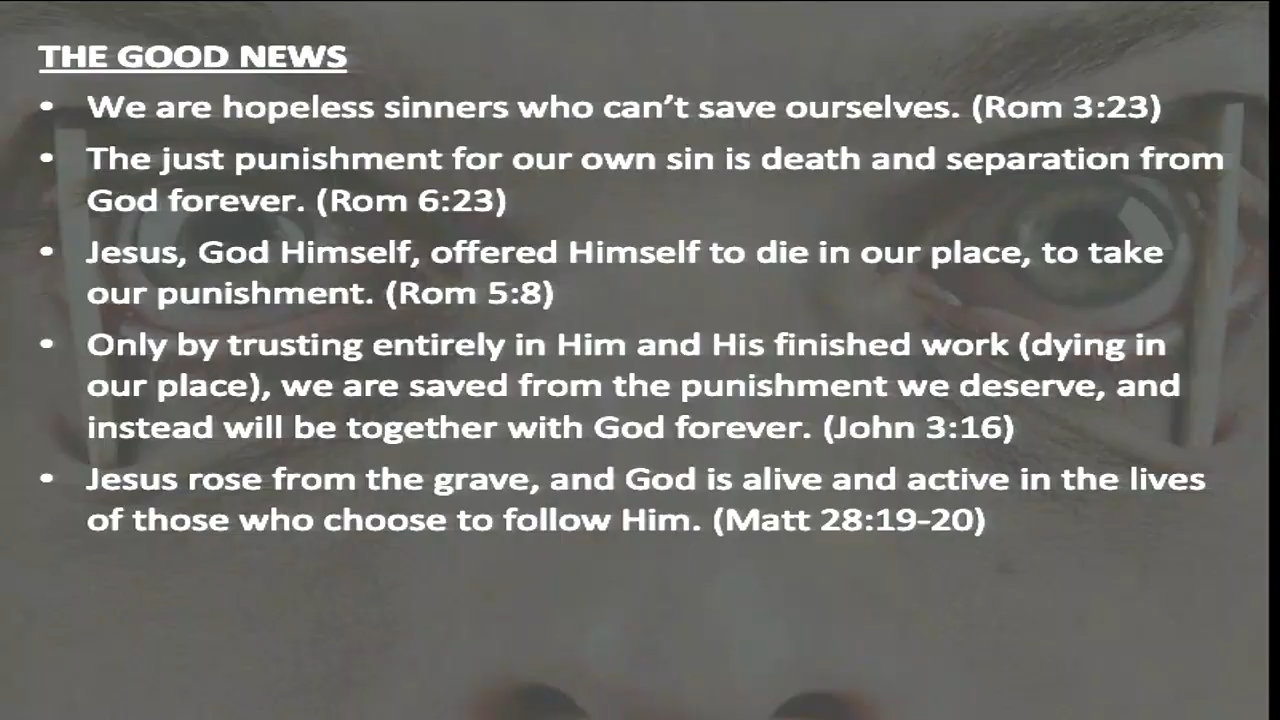 THE GOOD NEWS
• We are hopeless sinners who can’t save ourselves. (Rom 3:23)
• The just punishment for our own sin is death and separation from
God forever. (Rom 6:23)
• Jesus, God Himself, offered Himself to die in our place, to take
our punishment. (Rom 5:8)
• Only by trusting entirely in Him and His finished work (dying in
our place), we are saved from the punishment we deserve, and
instead will be together with God forever. (John 3:16)
• Jesus rose from the grave, and God is alive and active in the lives
of those who choose to follow Him. (Matt 28:19-20)